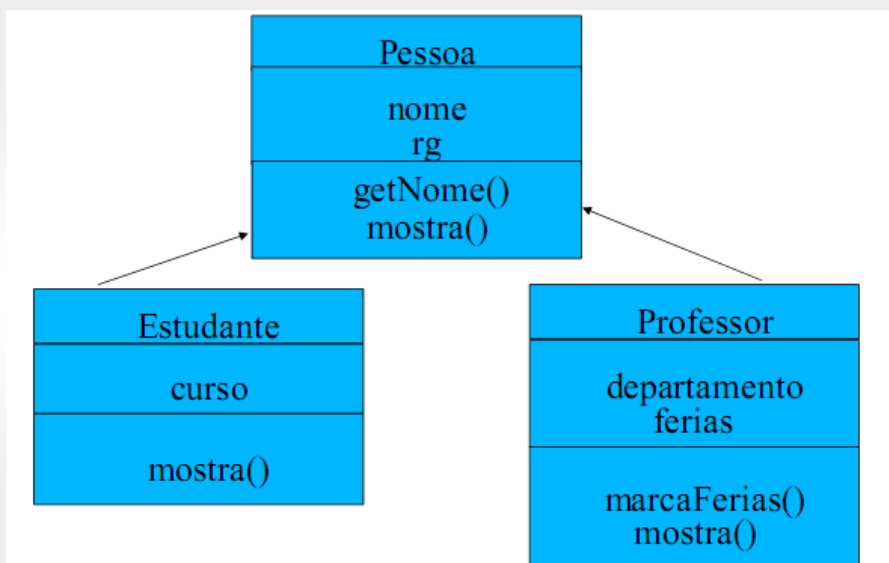 Pessoa
nome
rg
getNome()
mostra()
Estudante
curso
mostra()
Professor
departamento
ferias
marcaFerias()
mostra()